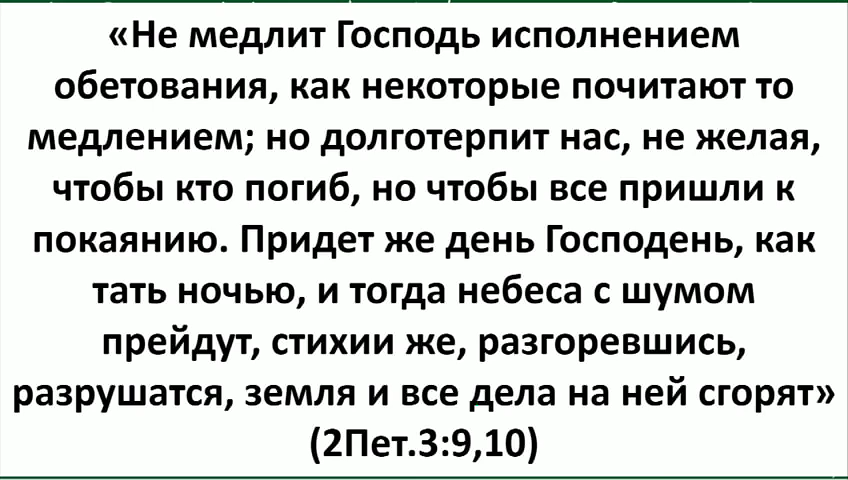 «Не медлит Господь исполнением
обетования, как некоторые почитают то
медлением; но долготерпит нас, не желая,
чтобы кто погиб, но чтобы все пришли к
покаянию. Придет же день Господень, как
тать ночью, и тогда небеса с шумом
прейдут, стихии же, разгоревшись,
разрушатся, земля и все дела на ней сгорят»
(2Пет.3:9,10)